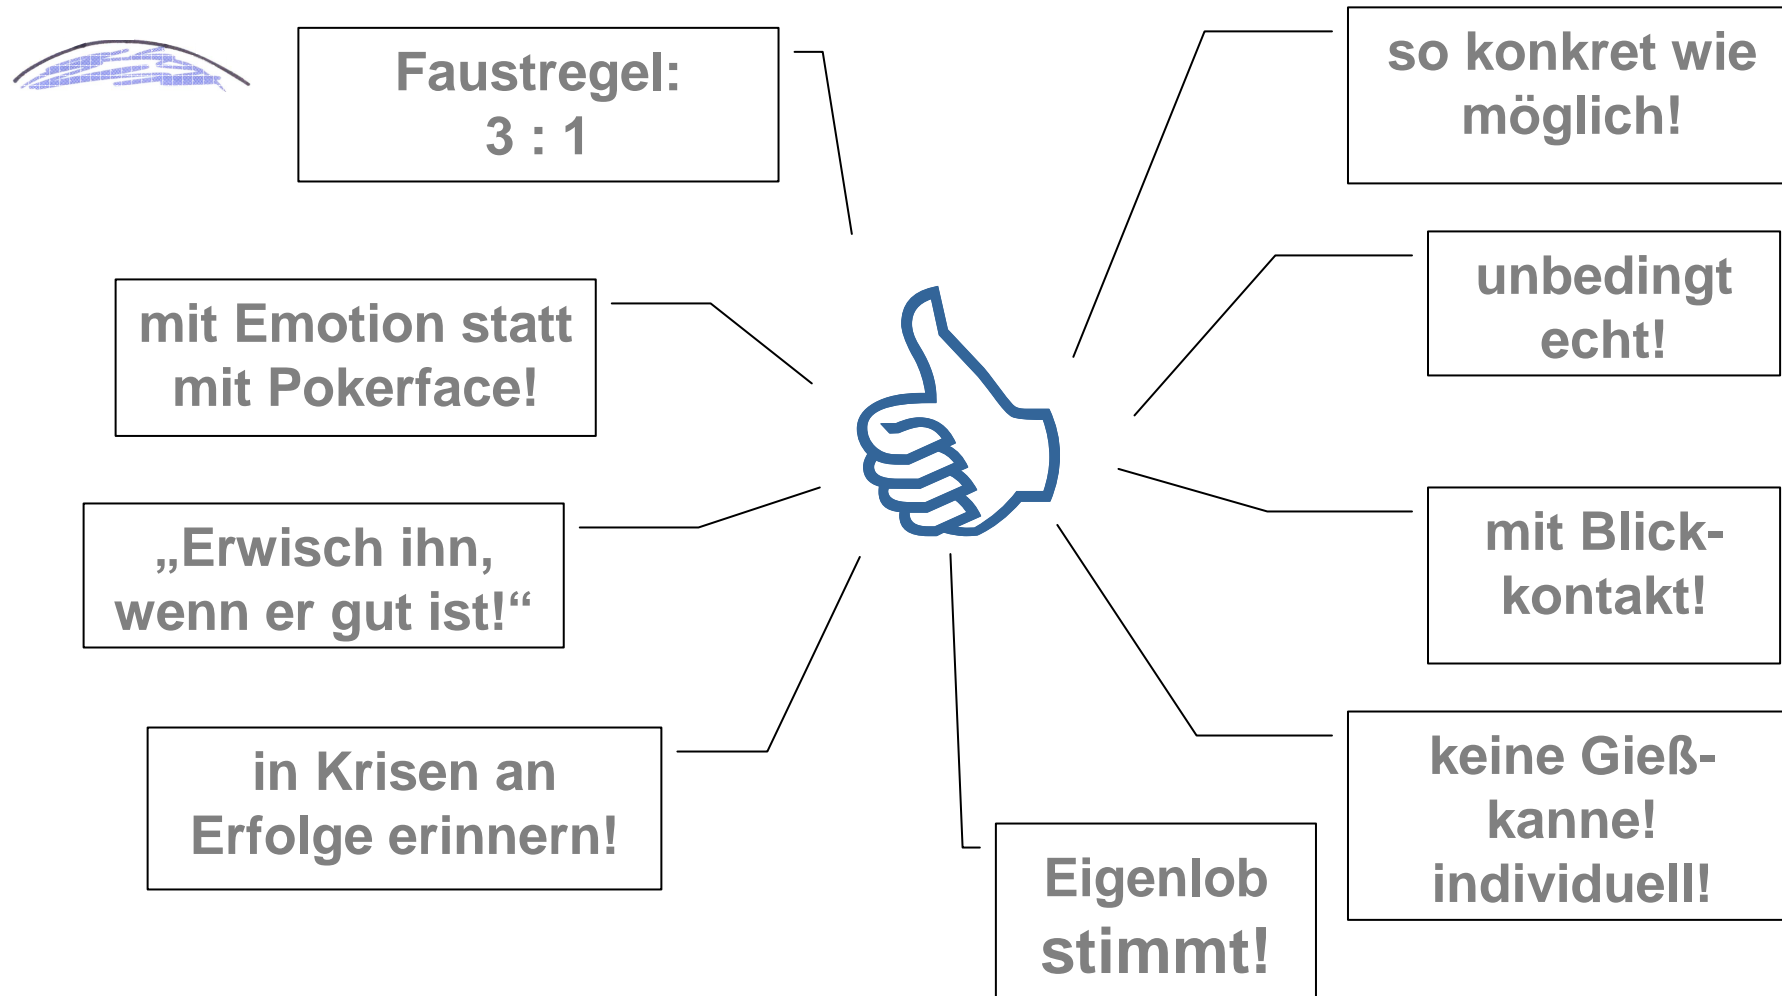 Faustregel:
3 : 1
so konkret wie
möglich!
unbedingt
echt!
mit Emotion statt
mit Pokerface!
mit Blick-
kontakt!
„Erwisch ihn,
wenn er gut ist!“
keine Gieß-
kanne!
individuell!
in Krisen an
Erfolge erinnern!
Eigenlob
stimmt!